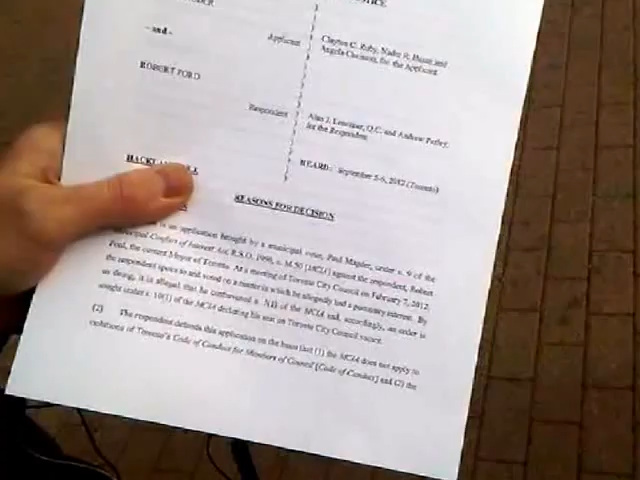 - and -
Applicant
Clayton C. Ruby, Nader R. Hasan and
Angela Chaisson, for the Applicant
ROBERT FORD
Respondent
Alan J. Lenczner, Q.C. and Andrew Parley,
for the Respondent
HEARD: September 5-6, 2012 (Toronto)
REASONS FOR DECISION
is an application brought by a municipal voter, Paul Magder, under s. 9 of the
Conflict of Interest Act, R.S.O. 1990, c. M.50 [MCIA] against the respondent, Robert
Ford, the current Mayor of Toronto. At a meeting of Toronto City Council on February 7, 2012,
the respondent spoke to and voted on a matter in which he allegedly had a pecuniary interest. By
so doing, it is alleged that he contravened s. 5(1) of the MCIA and, accordingly, an order is
sought under s. 10(1) of the MCIA declaring his seat on Toronto City Council vacant.
(2) The respondent defends this application on the basis that (1) the MCIA does not apply to
violations of Toronto's Code of Conduct for Members of Council [Code of Conduct] and (2) the